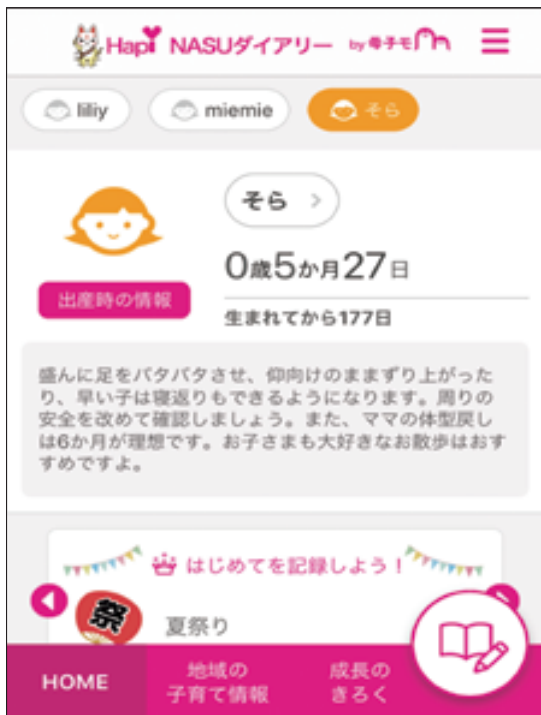 Hapi NASUダイアリー by母子モ
liliy miemie そら
そら
0歳5か月27日
出産時の情報
生まれてから177日
盛んに足をバタバタさせ、仰向けのままずり上がった
り、早い子は寝返りもできるようになります。周りの
安全を改めて確認しましょう。また、ママの体型戻し
は6か月が理想です。お子さまも大好きなお散歩はおす
すめですよ。
はじめてを記録しよう！
祭
夏祭り
HOME
地域の
子育て情報
成長の
きろく